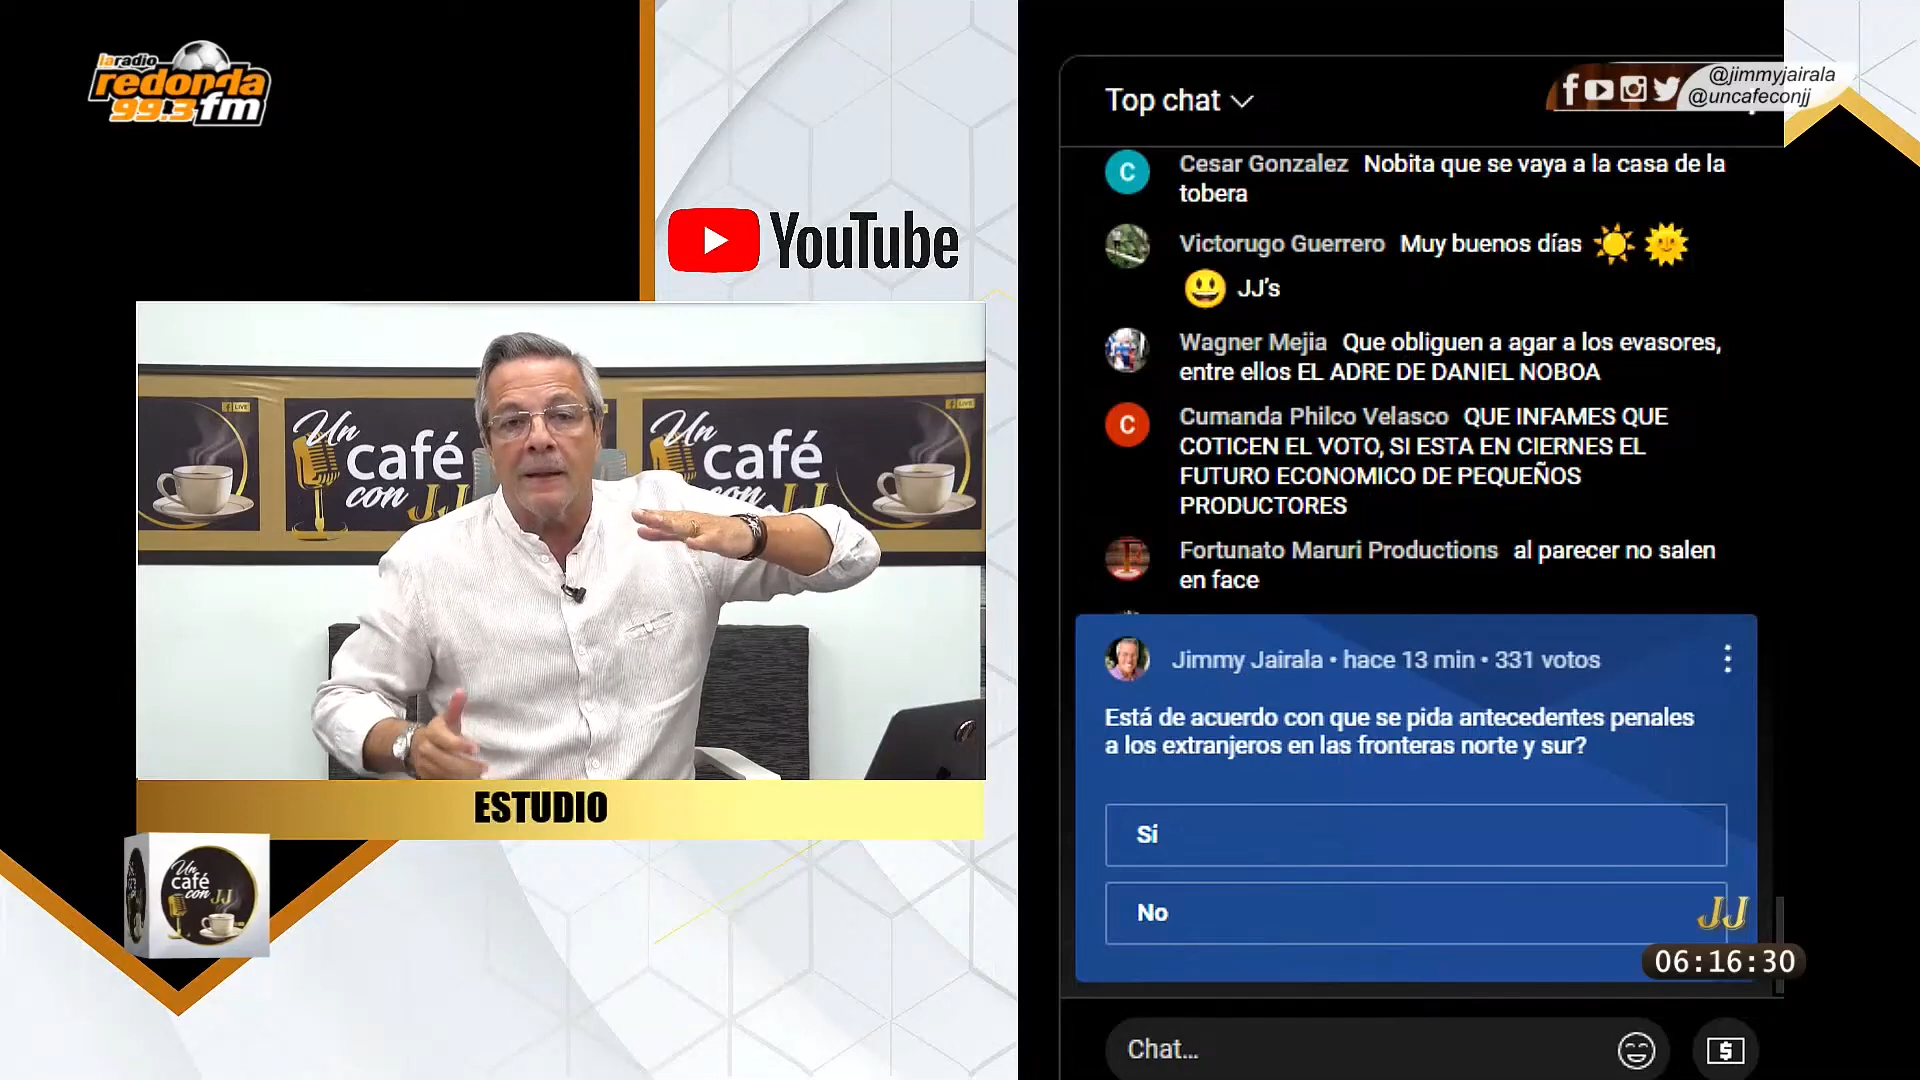 laradio
redonda
99.3fm
YouTube
Un
café
con JJ
LIVE
Un
café
con JJ
LIVE
ESTUDIO
Un
café
con JJ
Top chat
@jimmyjairala
@uncafeconjj
Cesar Gonzalez Nobita que se vaya a la casa de la
tobera
Victorugo Guerrero Muy buenos días
JJ's
Wagner Mejia Que obliguen a agar a los evasores,
entre ellos EL ADRE DE DANIEL NOBOA
Cumanda Philco Velasco QUE INFAMES QUE
COTICEN EL VOTO, SI ESTA EN CIERNES EL
FUTURO ECONOMICO DE PEQUEÑOS
PRODUCTORES
Fortunato Maruri Productions al parecer no salen
en face
Jimmy Jairala • hace 13 min • 331 votos
Está de acuerdo con que se pida antecedentes penales
a los extranjeros en las fronteras norte y sur?
Si
No
JJ
06:16:30
Chat...